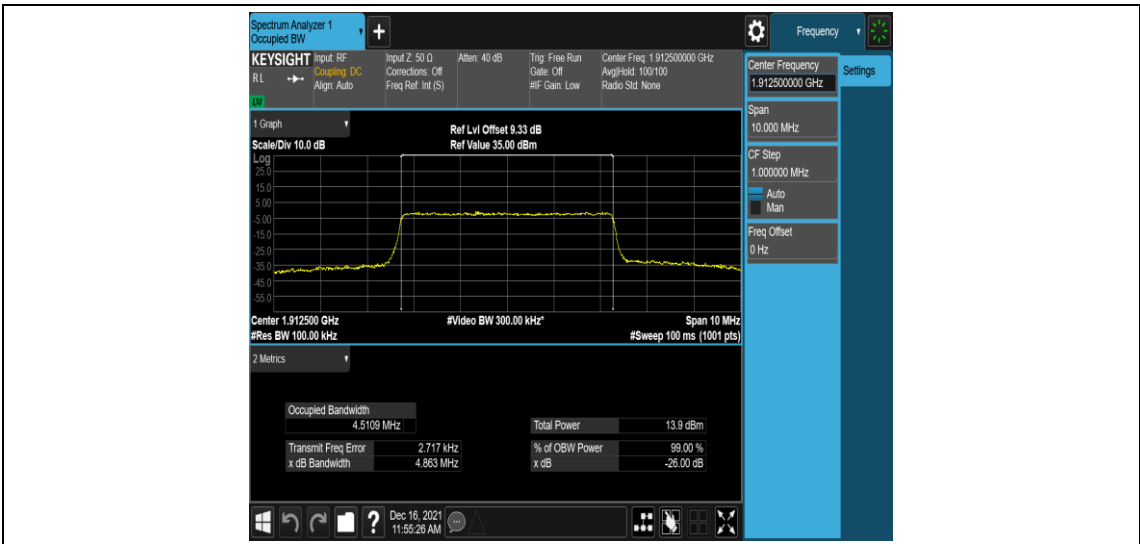 Spectrum Analyzer 1
Occupied BW
+
Frequency
KEYSIGHT
RL
LXI
Input: RF
Coupling: DC
Align: Auto
Input Z: 50 Ω
Corrections: Off
Freq Ref: Int (S)
Atten: 40 dB
Trig: Free Run
Gate: Off
#IF Gain: Low
Center Freq: 1.912500000 GHz
Avg|Hold: 100/100
Radio Std: None
Center Frequency
1.912500000 GHz
Settings
Span
10.000 MHz
CF Step
1.000000 MHz
Auto
Man
Freq Offset
0 Hz
1 Graph
Scale/Div 10.0 dB
Ref Lvl Offset 9.33 dB
Ref Value 35.00 dBm
Log
25.0
15.0
5.00
-5.00
-15.0
-25.0
-35.0
-45.0
-55.0
Center 1.912500 GHz
#Video BW 300.00 kHz*
Span 10 MHz
#Res BW 100.00 kHz
#Sweep 100 ms (1001 pts)
2 Metrics
Occupied Bandwidth
4.5109 MHz
Total Power 13.9 dBm
Transmit Freq Error 2.717 kHz
% of OBW Power 99.00 %
x dB Bandwidth 4.863 MHz
x dB -26.00 dB
?
Dec 16, 2021
11:55:26 AM